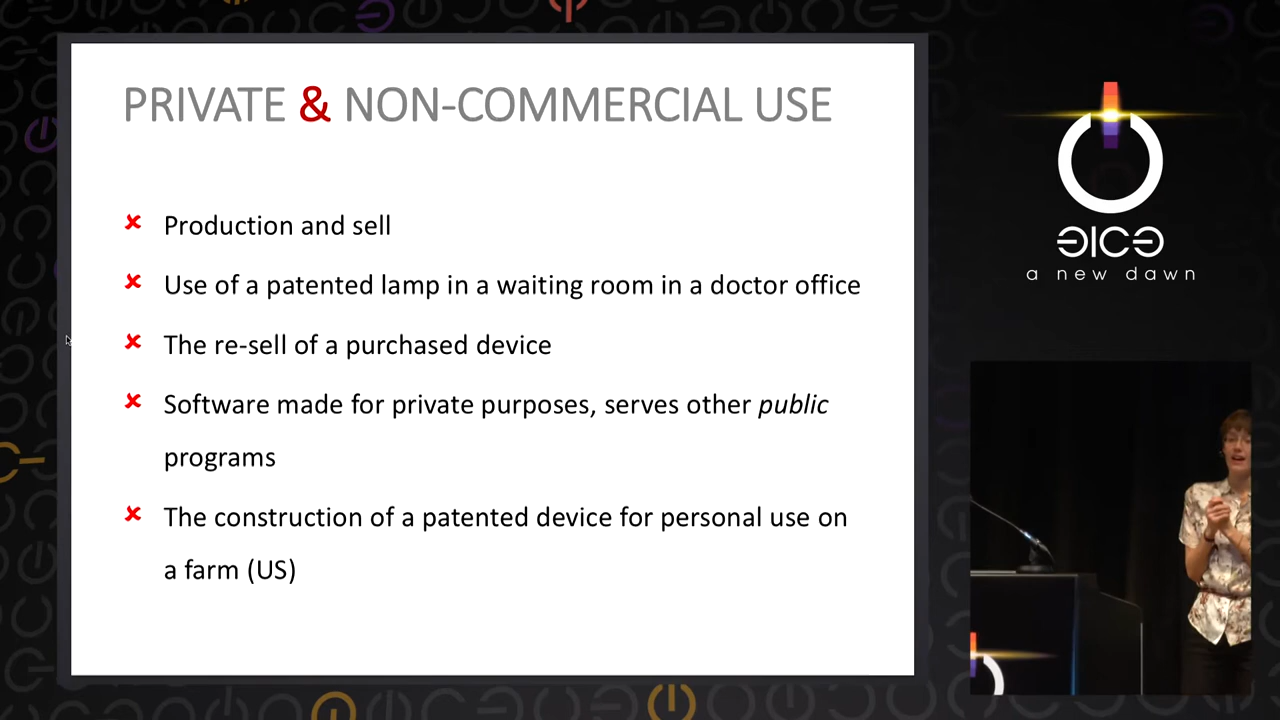 PRIVATE & NON-COMMERCIAL USE
✘ Production and sell
✘ Use of a patented lamp in a waiting room in a doctor office
✘ The re-sell of a purchased device
✘ Software made for private purposes, serves other public
programs
✘ The construction of a patented device for personal use on
a farm (US)
ǝıcǝ
a new dawn